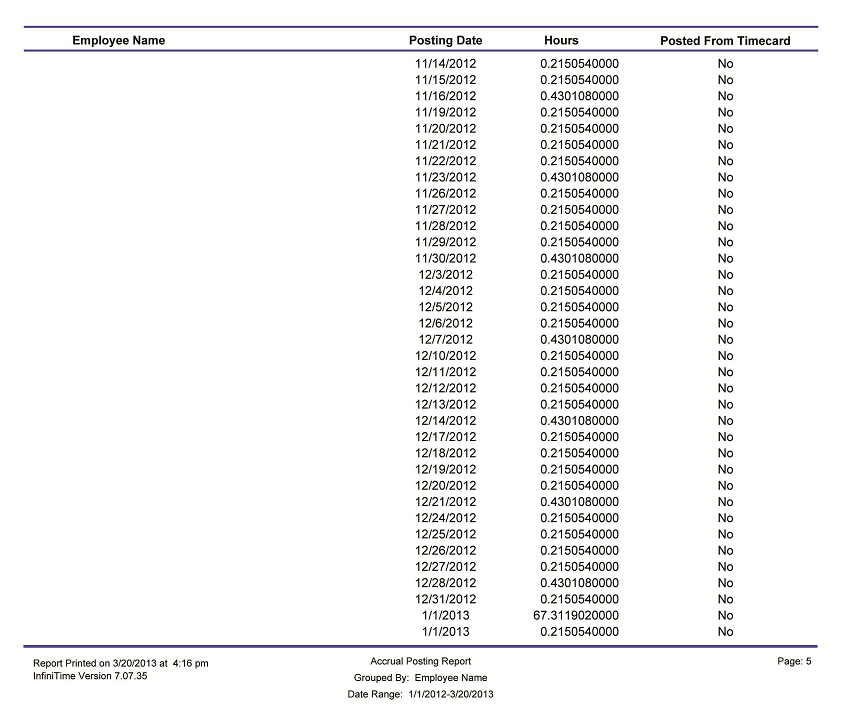 Employee Name Posting Date Hours Posted From Timecard
11/14/2012 0.2150540000 No
11/15/2012 0.2150540000 No
11/16/2012 0.4301080000 No
11/19/2012 0.2150540000 No
11/20/2012 0.2150540000 No
11/21/2012 0.2150540000 No
11/22/2012 0.2150540000 No
11/23/2012 0.4301080000 No
11/26/2012 0.2150540000 No
11/27/2012 0.2150540000 No
11/28/2012 0.2150540000 No
11/29/2012 0.2150540000 No
11/30/2012 0.4301080000 No
12/3/2012 0.2150540000 No
12/4/2012 0.2150540000 No
12/5/2012 0.2150540000 No
12/6/2012 0.2150540000 No
12/7/2012 0.4301080000 No
12/10/2012 0.2150540000 No
12/11/2012 0.2150540000 No
12/12/2012 0.2150540000 No
12/13/2012 0.2150540000 No
12/14/2012 0.4301080000 No
12/17/2012 0.2150540000 No
12/18/2012 0.2150540000 No
12/19/2012 0.2150540000 No
12/20/2012 0.2150540000 No
12/21/2012 0.4301080000 No
12/24/2012 0.2150540000 No
12/25/2012 0.2150540000 No
12/26/2012 0.2150540000 No
12/27/2012 0.2150540000 No
12/28/2012 0.4301080000 No
12/31/2012 0.2150540000 No
1/1/2013 67.3119020000 No
1/1/2013 0.2150540000 No
Report Printed on 3/20/2013 at 4:16 pm Accrual Posting Report Page: 5
InfiniTime Version 7.07.35 Grouped By: Employee Name
Date Range: 1/1/2012-3/20/2013